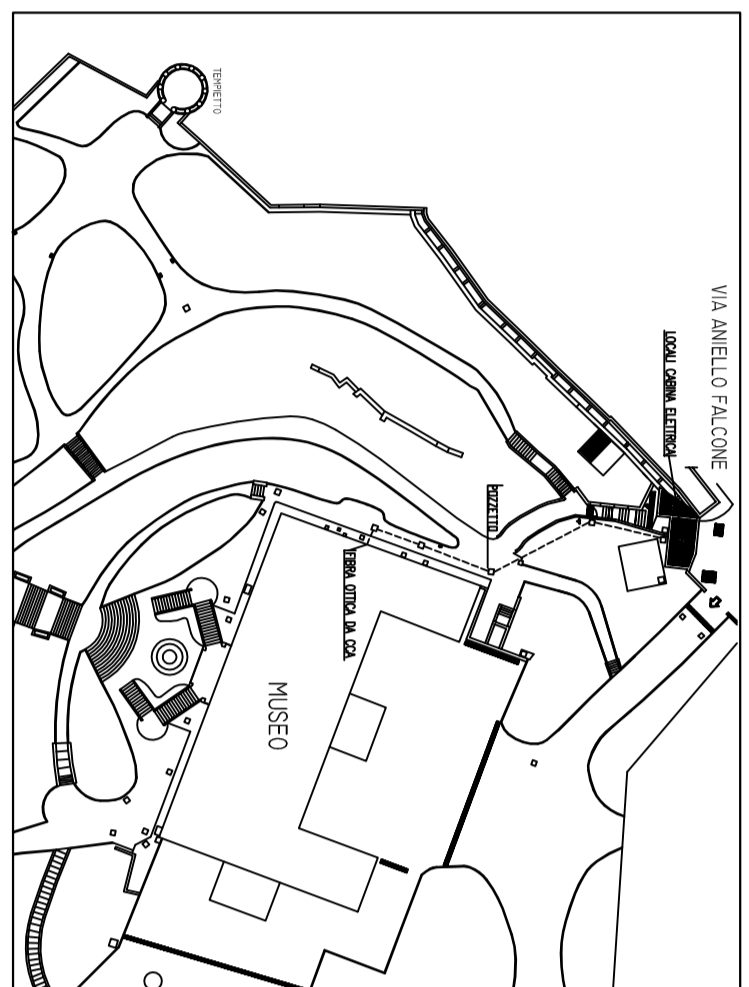 TEMPIETTO
VIA ANIELLO FALCONE
LOCALI CABINA ELETTRICA
POZZETTO
FIBRA OTTICA DA CCA
MUSEO